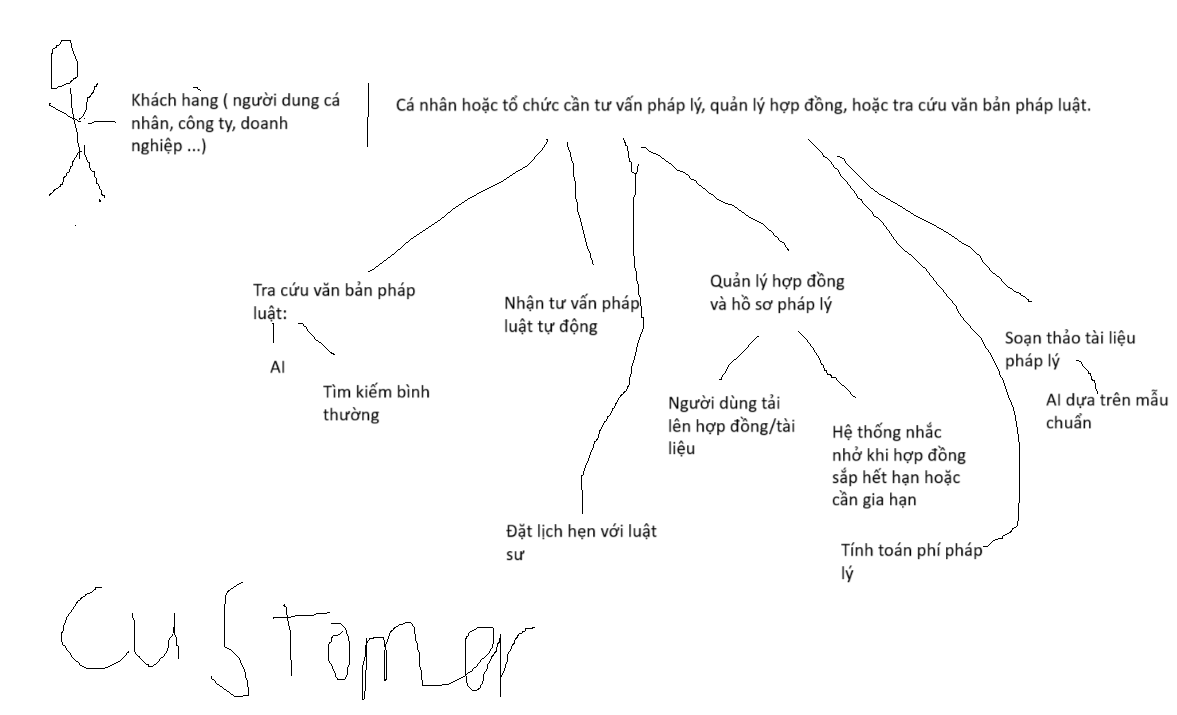 Khách hàng ( người dung cá
nhân, công ty, doanh
nghiệp ...)
Cá nhân hoặc tổ chức cần tư vấn pháp lý, quản lý hợp đồng, hoặc tra cứu văn bản pháp luật.
Tra cứu văn bản pháp
luật:
AI
Tìm kiếm bình
thường
Nhận tư vấn pháp
luật tự động
Đặt lịch hẹn với luật
sư
Quản lý hợp đồng
và hồ sơ pháp lý
Người dùng tải
lên hợp đồng/tài
liệu
Hệ thống nhắc
nhở khi hợp đồng
sắp hết hạn hoặc
cần gia hạn
Tính toán phí pháp
lý
Soạn thảo tài liệu
pháp lý
AI dựa trên mẫu
chuẩn
Customer